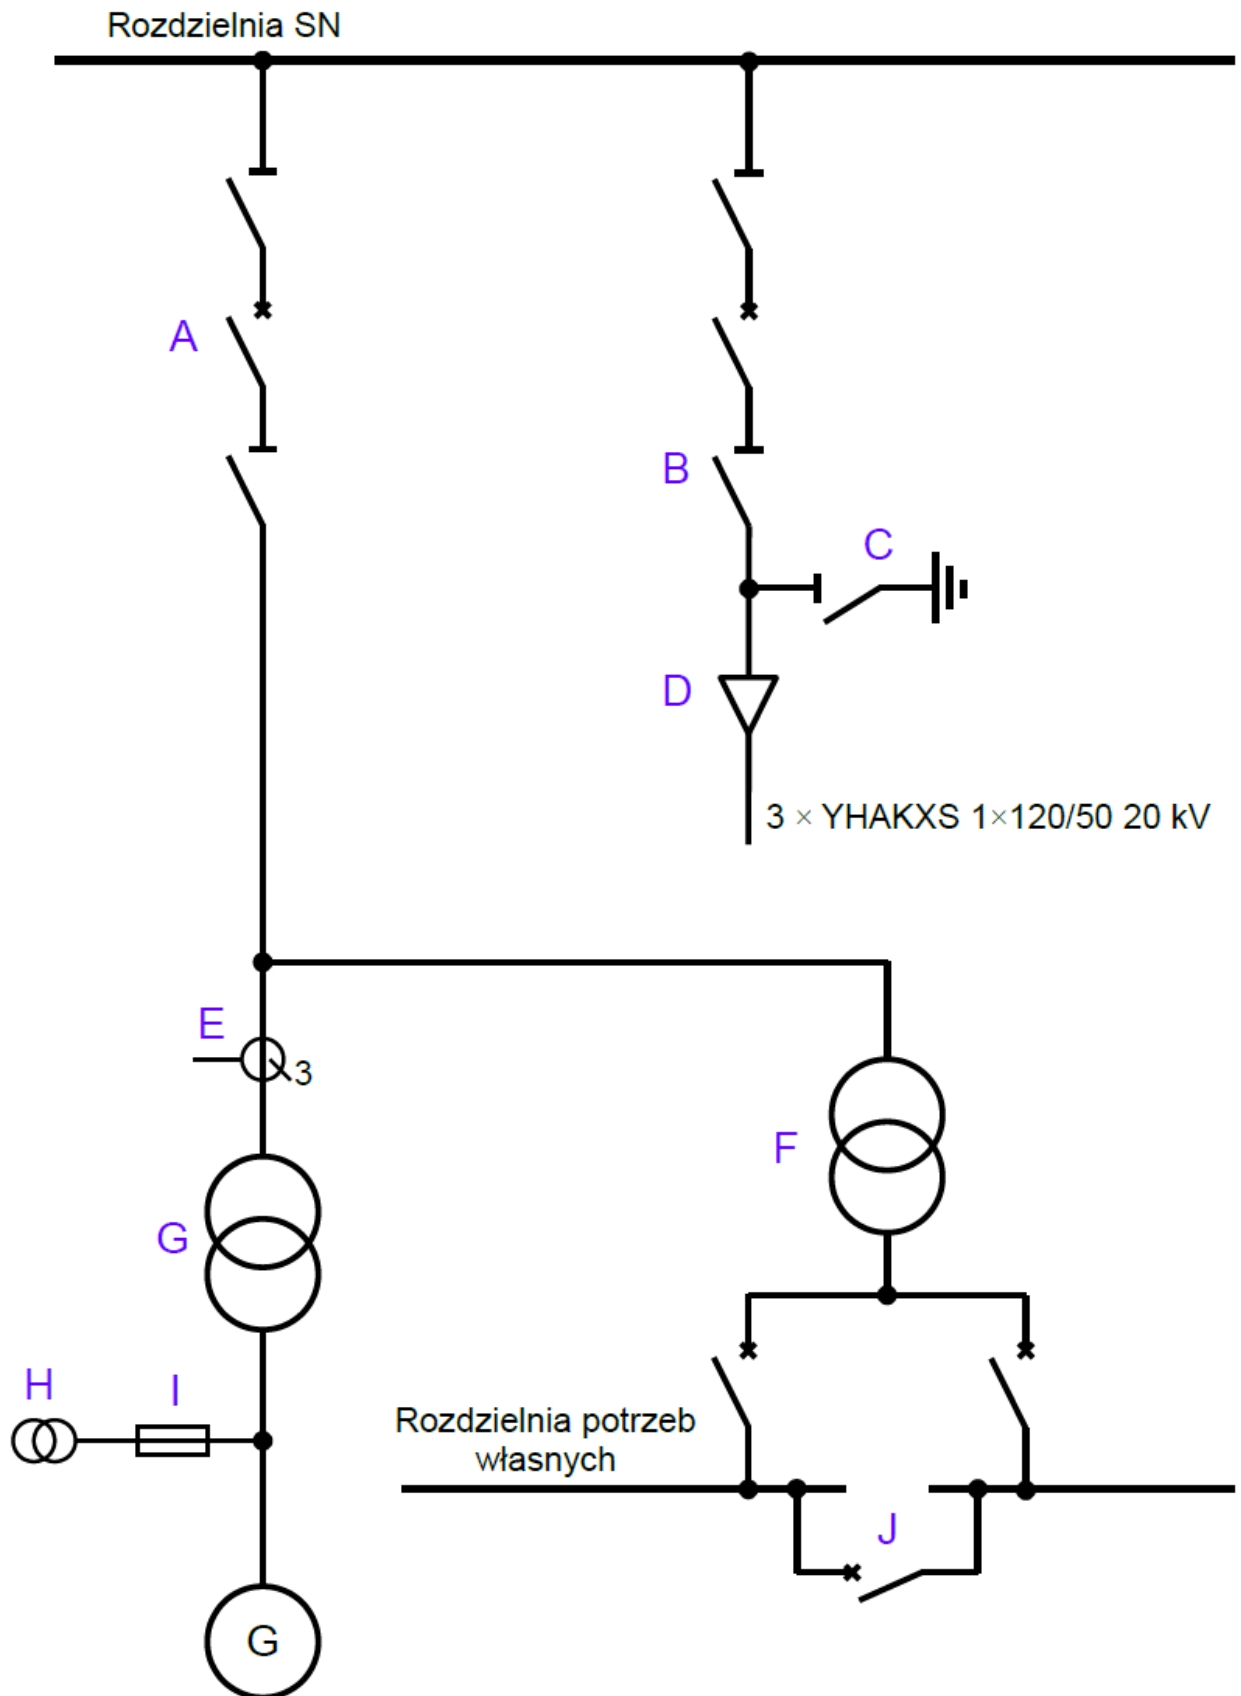 Rozdzielnia SN
A
B
C
D
3 × YHAKXS 1×120/50 20 kV
E
3
F
G
H
I
Rozdzielnia potrzeb
własnych
J
G